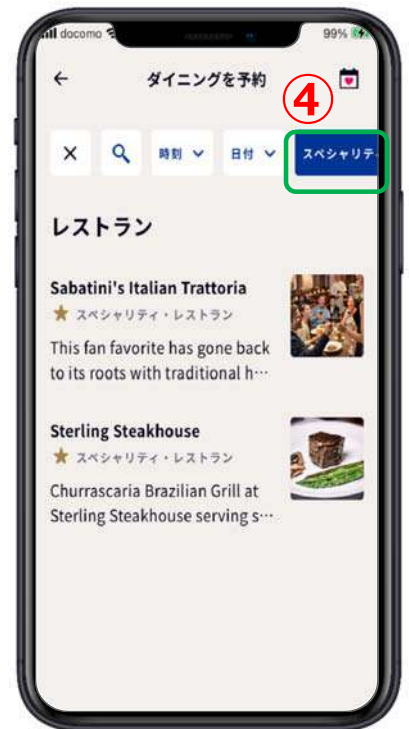 docomo 99%
← ダイニングを予約
④
× 時刻 日付 スペシャリテ
レストラン
Sabatini's Italian Trattoria
★ スペシャリティ・レストラン
This fan favorite has gone back
to its roots with traditional h…
Sterling Steakhouse
★ スペシャリティ・レストラン
Churrascaria Brazilian Grill at
Sterling Steakhouse serving s…